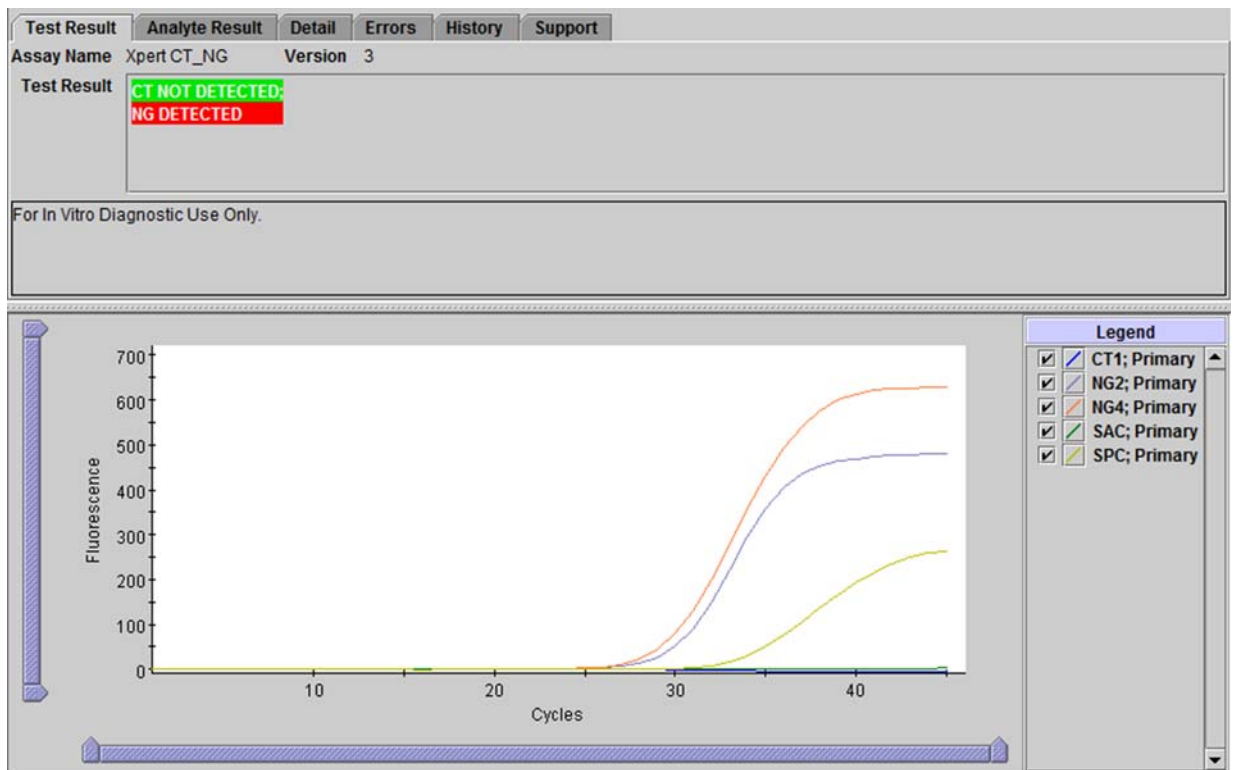 Test Result Analyte Result Detail Errors History Support
Assay Name Xpert CT_NG Version 3
Test Result CT NOT DETECTED;
NG DETECTED
For In Vitro Diagnostic Use Only.
Legend
CT1; Primary
NG2; Primary
NG4; Primary
SAC; Primary
SPC; Primary
700
600
500
400
300
200
100
0
Fluorescence
10 20 30 40
Cycles